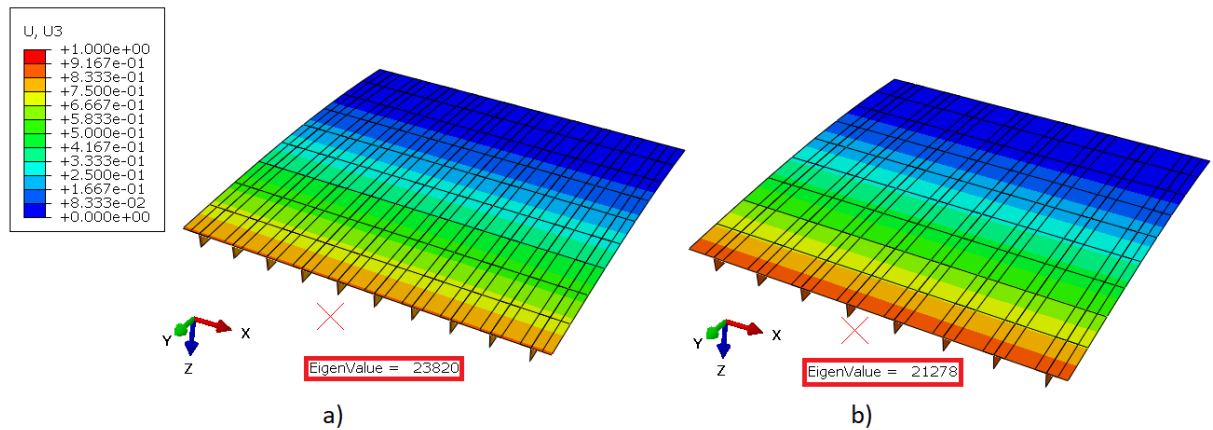 U, U3
+1.000e+00
+9.167e-01
+8.333e-01
+7.500e-01
+6.667e-01
+5.833e-01
+5.000e-01
+4.167e-01
+3.333e-01
+2.500e-01
+1.667e-01
+8.333e-02
+0.000e+00
Y
X
Z
EigenValue = 23820
a)
Y
X
Z
EigenValue = 21278
b)